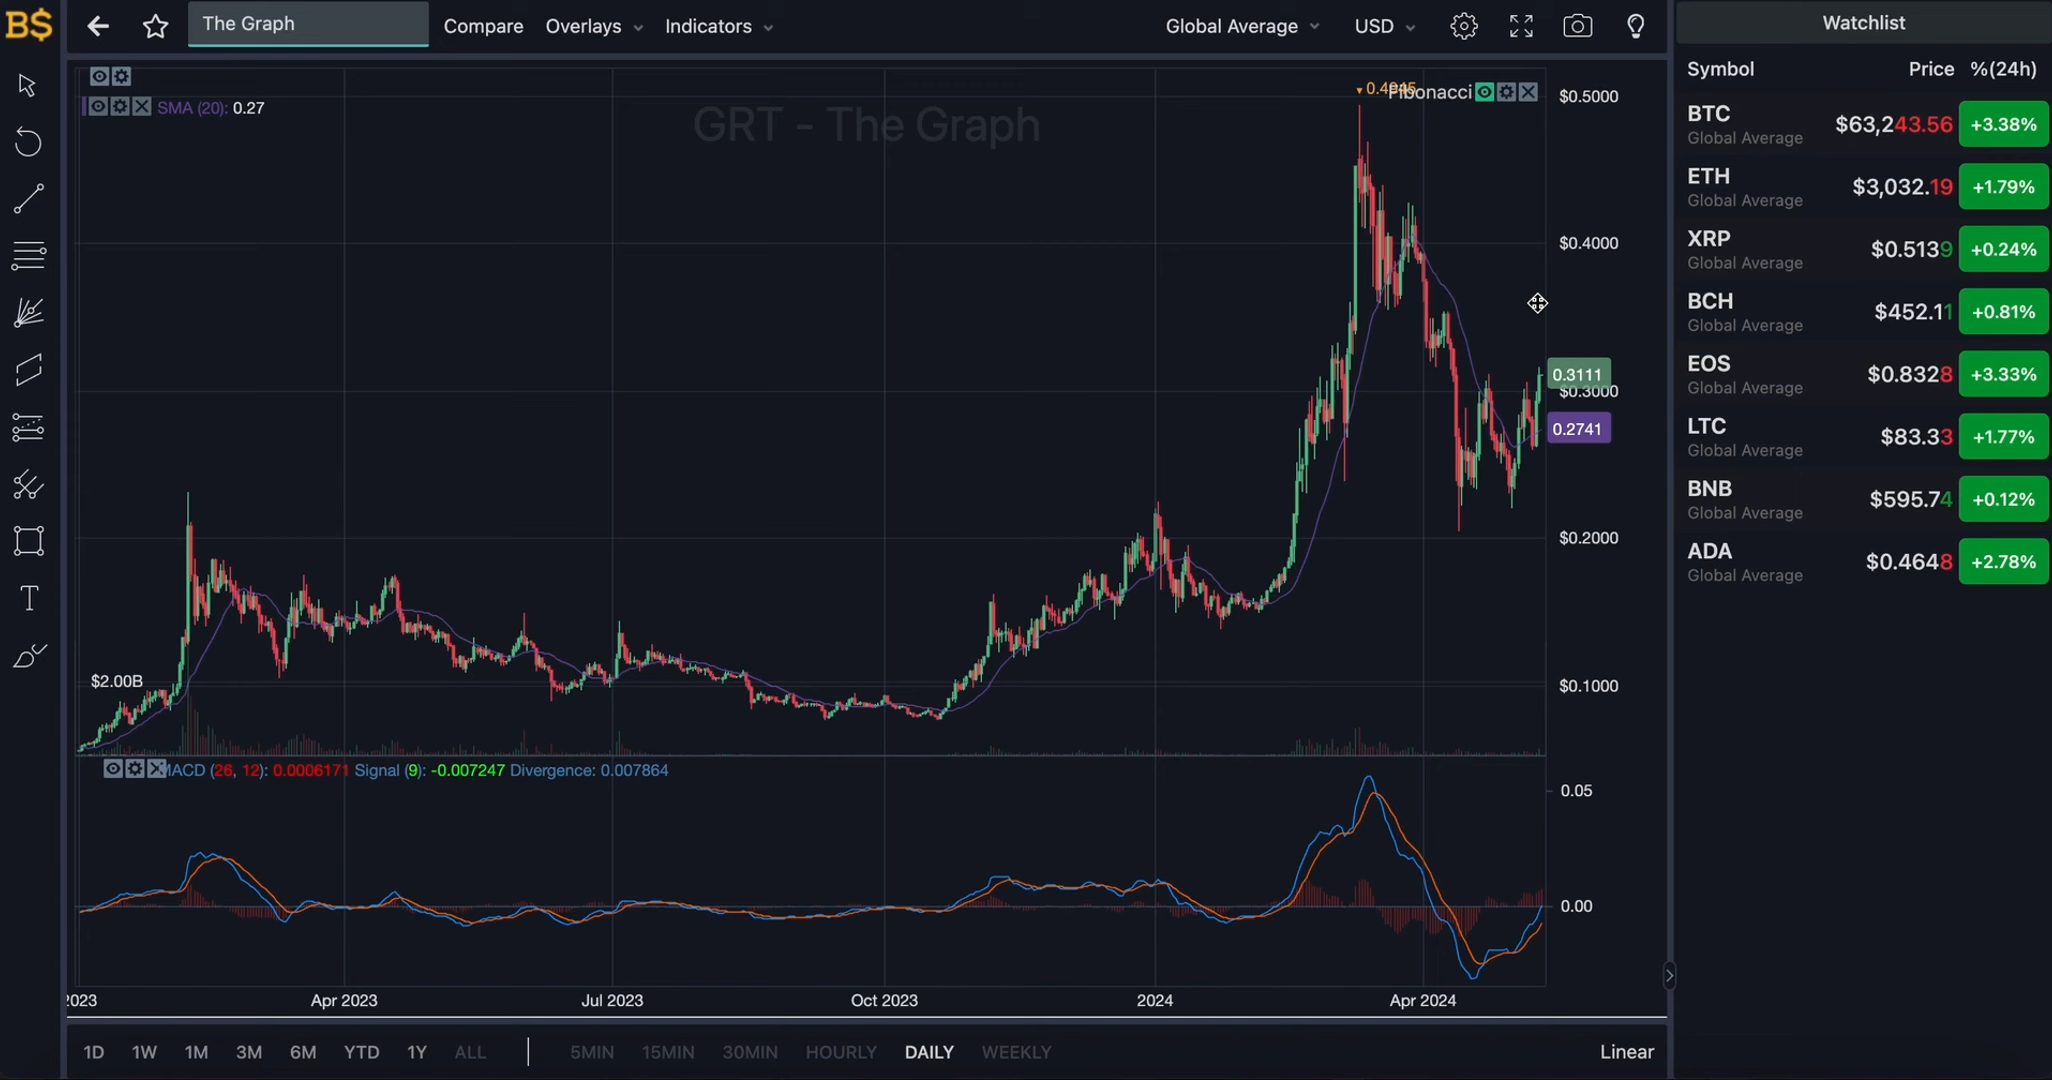 B$
The Graph
Compare
Overlays
Indicators
Global Average
USD
GRT - The Graph
SMA (20): 0.27
0.4945
Fibonacci
$0.5000
$0.4000
0.3111
$0.3000
0.2741
$0.2000
$0.1000
$2.00B
MACD (26, 12): 0.0006171 Signal (9): -0.007247 Divergence: 0.007864
0.05
0.00
2023
Apr 2023
Jul 2023
Oct 2023
2024
Apr 2024
1D 1W 1M 3M 6M YTD 1Y ALL
5MIN 15MIN 30MIN HOURLY DAILY WEEKLY
Linear
T
Watchlist
Symbol Price %(24h)
BTC $63,243.56 +3.38%
Global Average
ETH $3,032.19 +1.79%
Global Average
XRP $0.5139 +0.24%
Global Average
BCH $452.11 +0.81%
Global Average
EOS $0.8328 +3.33%
Global Average
LTC $83.33 +1.77%
Global Average
BNB $595.74 +0.12%
Global Average
ADA $0.4648 +2.78%
Global Average